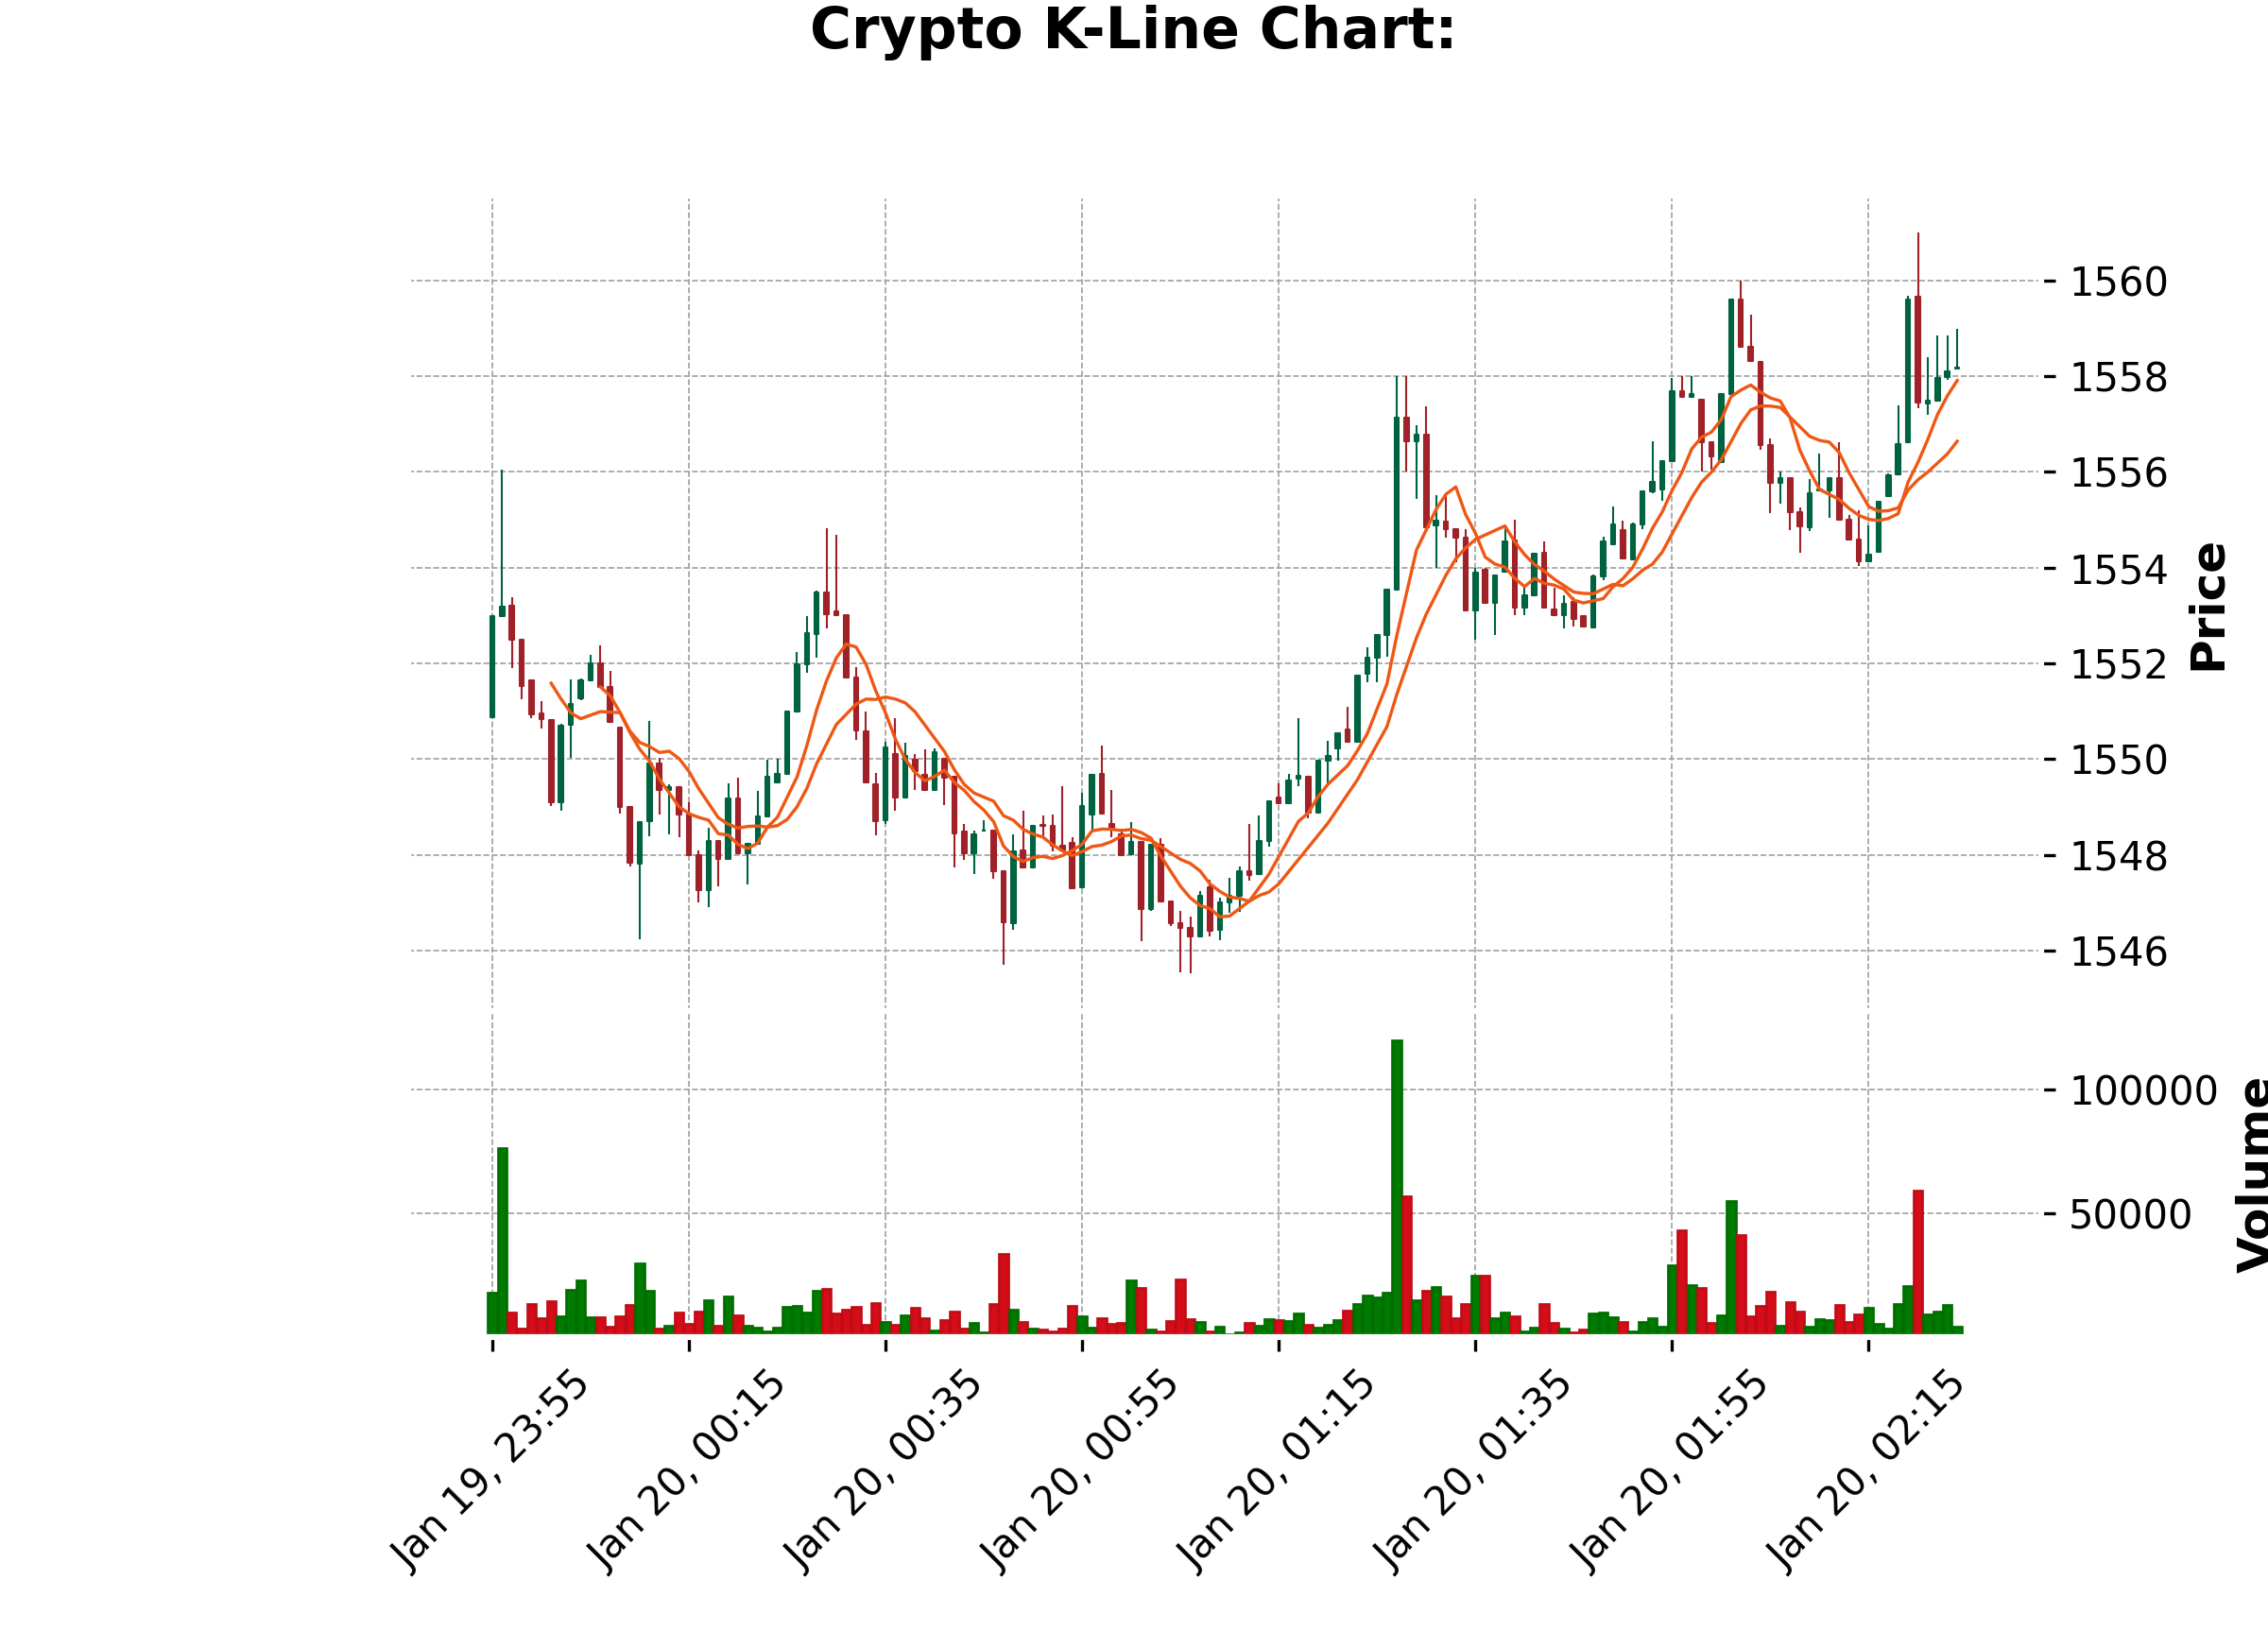 Crypto K-Line Chart:
1560
1558
1556
1554
1552
1550
1548
1546
Price
100000
50000
Volume
Jan 19, 23:55
Jan 20, 00:15
Jan 20, 00:35
Jan 20, 00:55
Jan 20, 01:15
Jan 20, 01:35
Jan 20, 01:55
Jan 20, 02:15